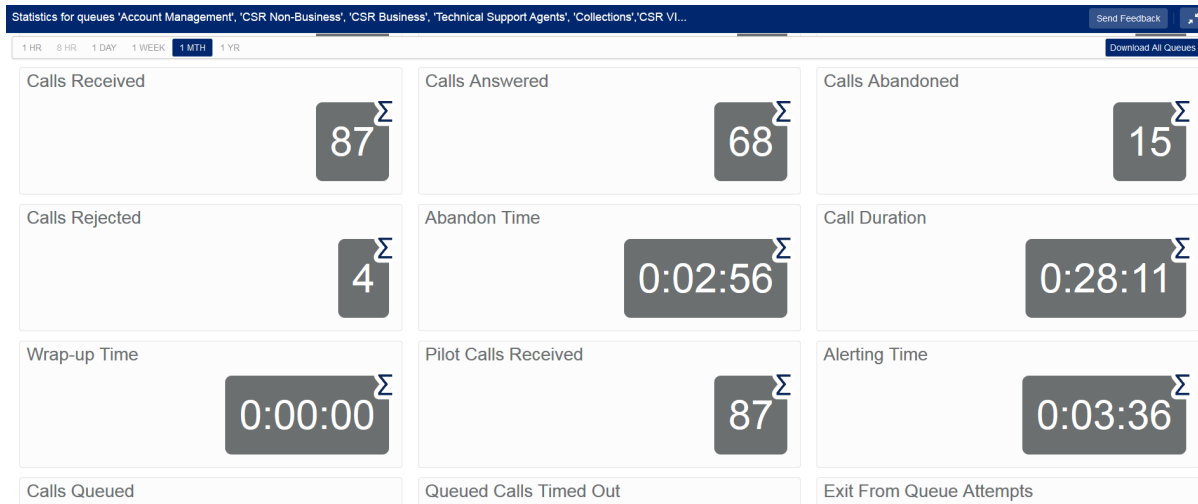 Statistics for queues 'Account Management', 'CSR Non-Business', 'CSR Business', 'Technical Support Agents', 'Collections','CSR VI...
Send Feedback
1 HR 8 HR 1 DAY 1 WEEK 1 MTH 1 YR
Download All Queues
Calls Received
Σ
87
Calls Answered
Σ
68
Calls Abandoned
Σ
15
Calls Rejected
Σ
4
Abandon Time
Σ
0:02:56
Call Duration
Σ
0:28:11
Wrap-up Time
Σ
0:00:00
Pilot Calls Received
Σ
87
Alerting Time
Σ
0:03:36
Calls Queued
Queued Calls Timed Out
Exit From Queue Attempts